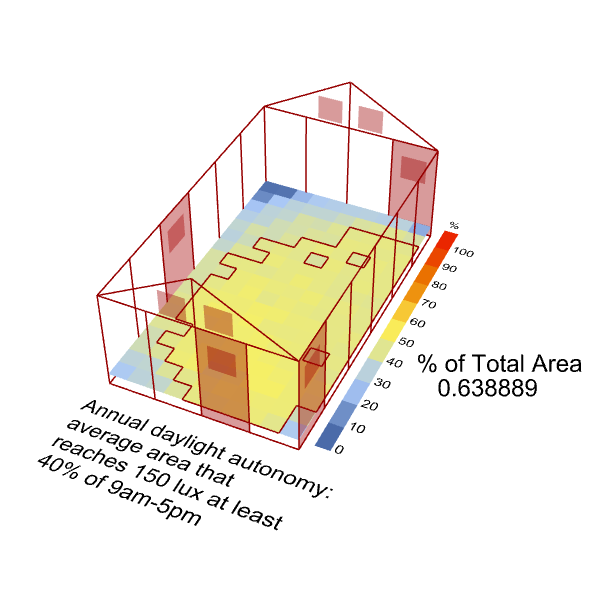 %
100
90
80
70
60
50
40
30
20
10
0
% of Total Area
0.638889
Annual daylight autonomy:
average area that
reaches 150 lux at least
40% of 9am-5pm